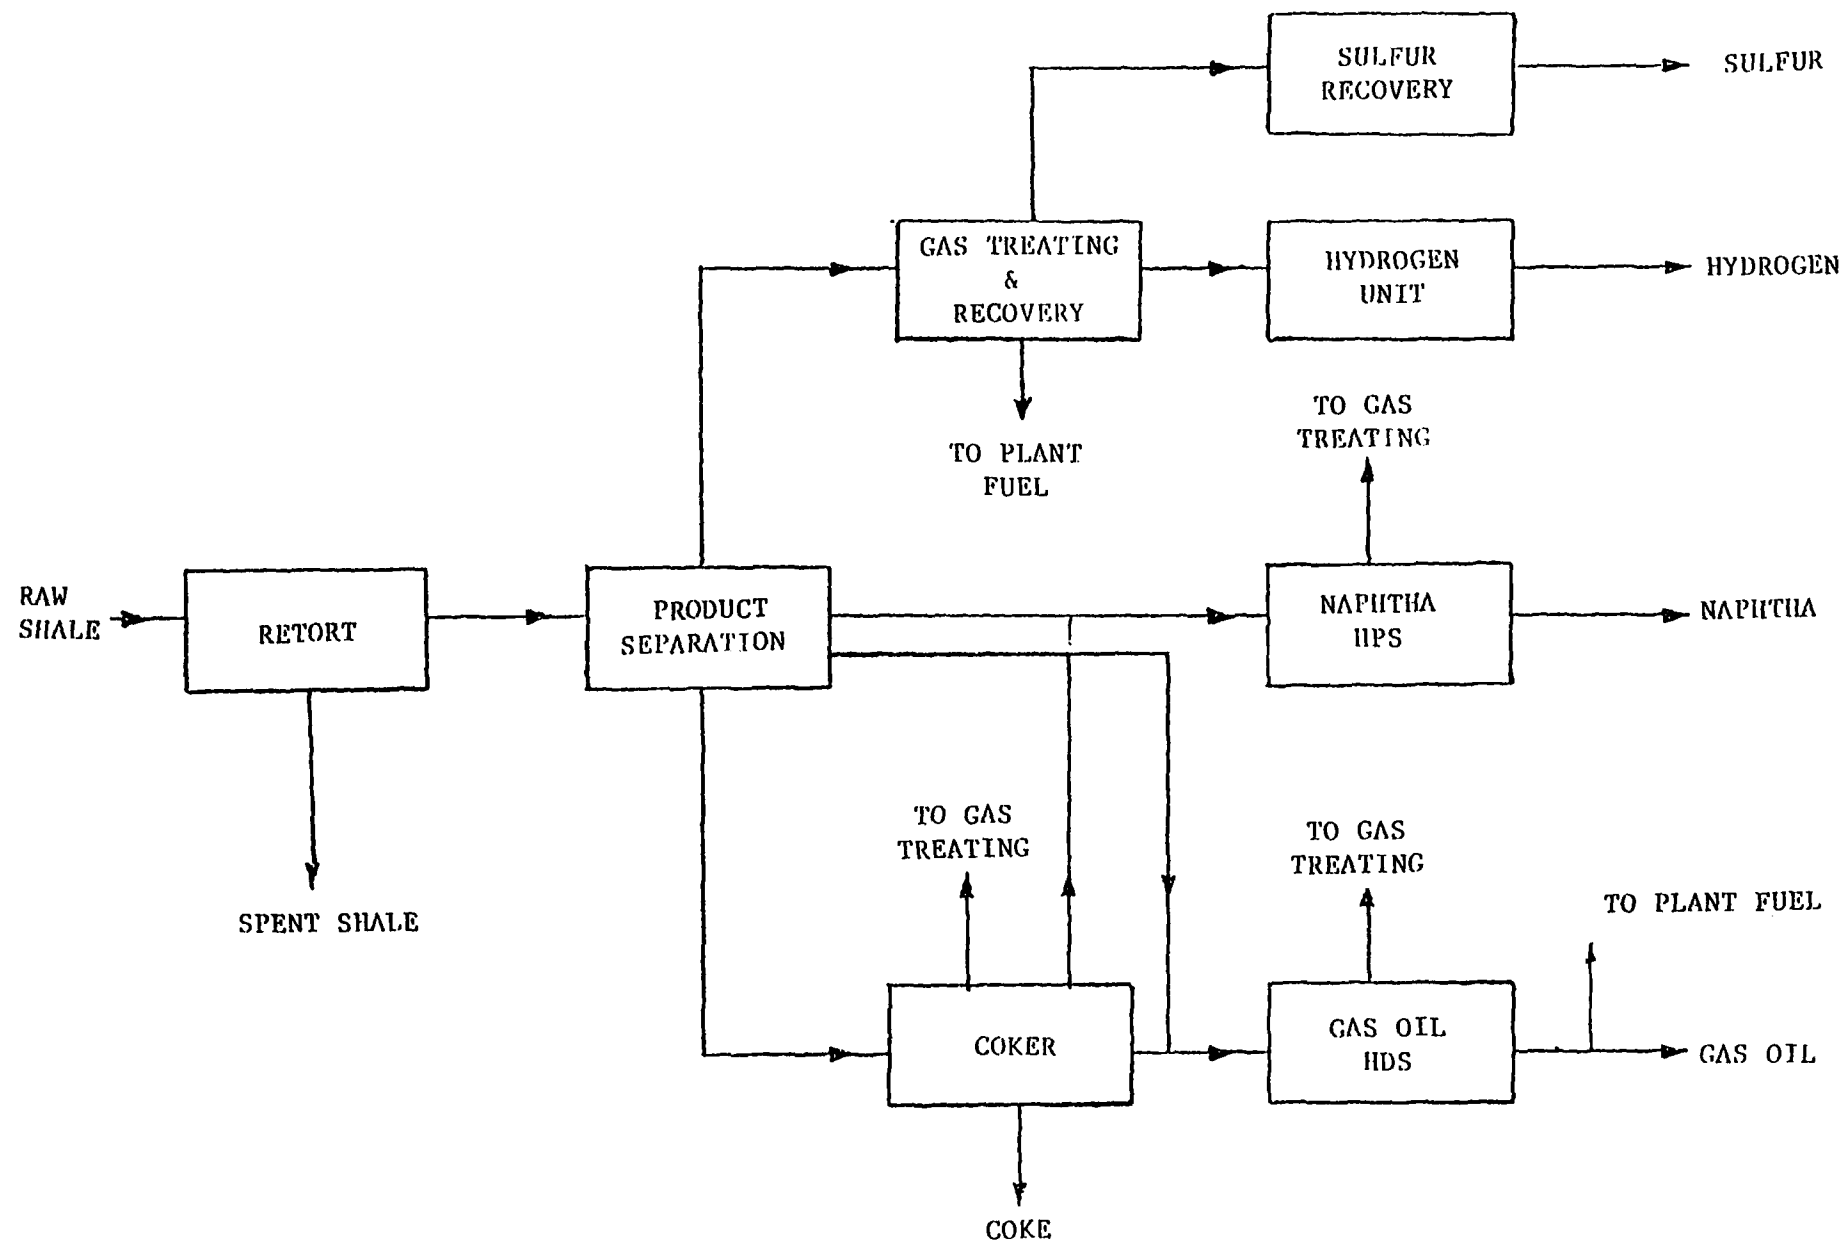 SULFUR
RECOVERY
SULFUR
GAS TREATING
&
RECOVERY
HYDROGEN
UNIT
HYDROGEN
TO PLANT
FUEL
TO GAS
TREATING
RAW
SHALE
RETORT
PRODUCT
SEPARATION
NAPHTHA
HPS
NAPHTHA
SPENT SHALE
TO GAS
TREATING
TO GAS
TREATING
TO PLANT FUEL
COKER
GAS OIL
HDS
GAS OIL
COKE